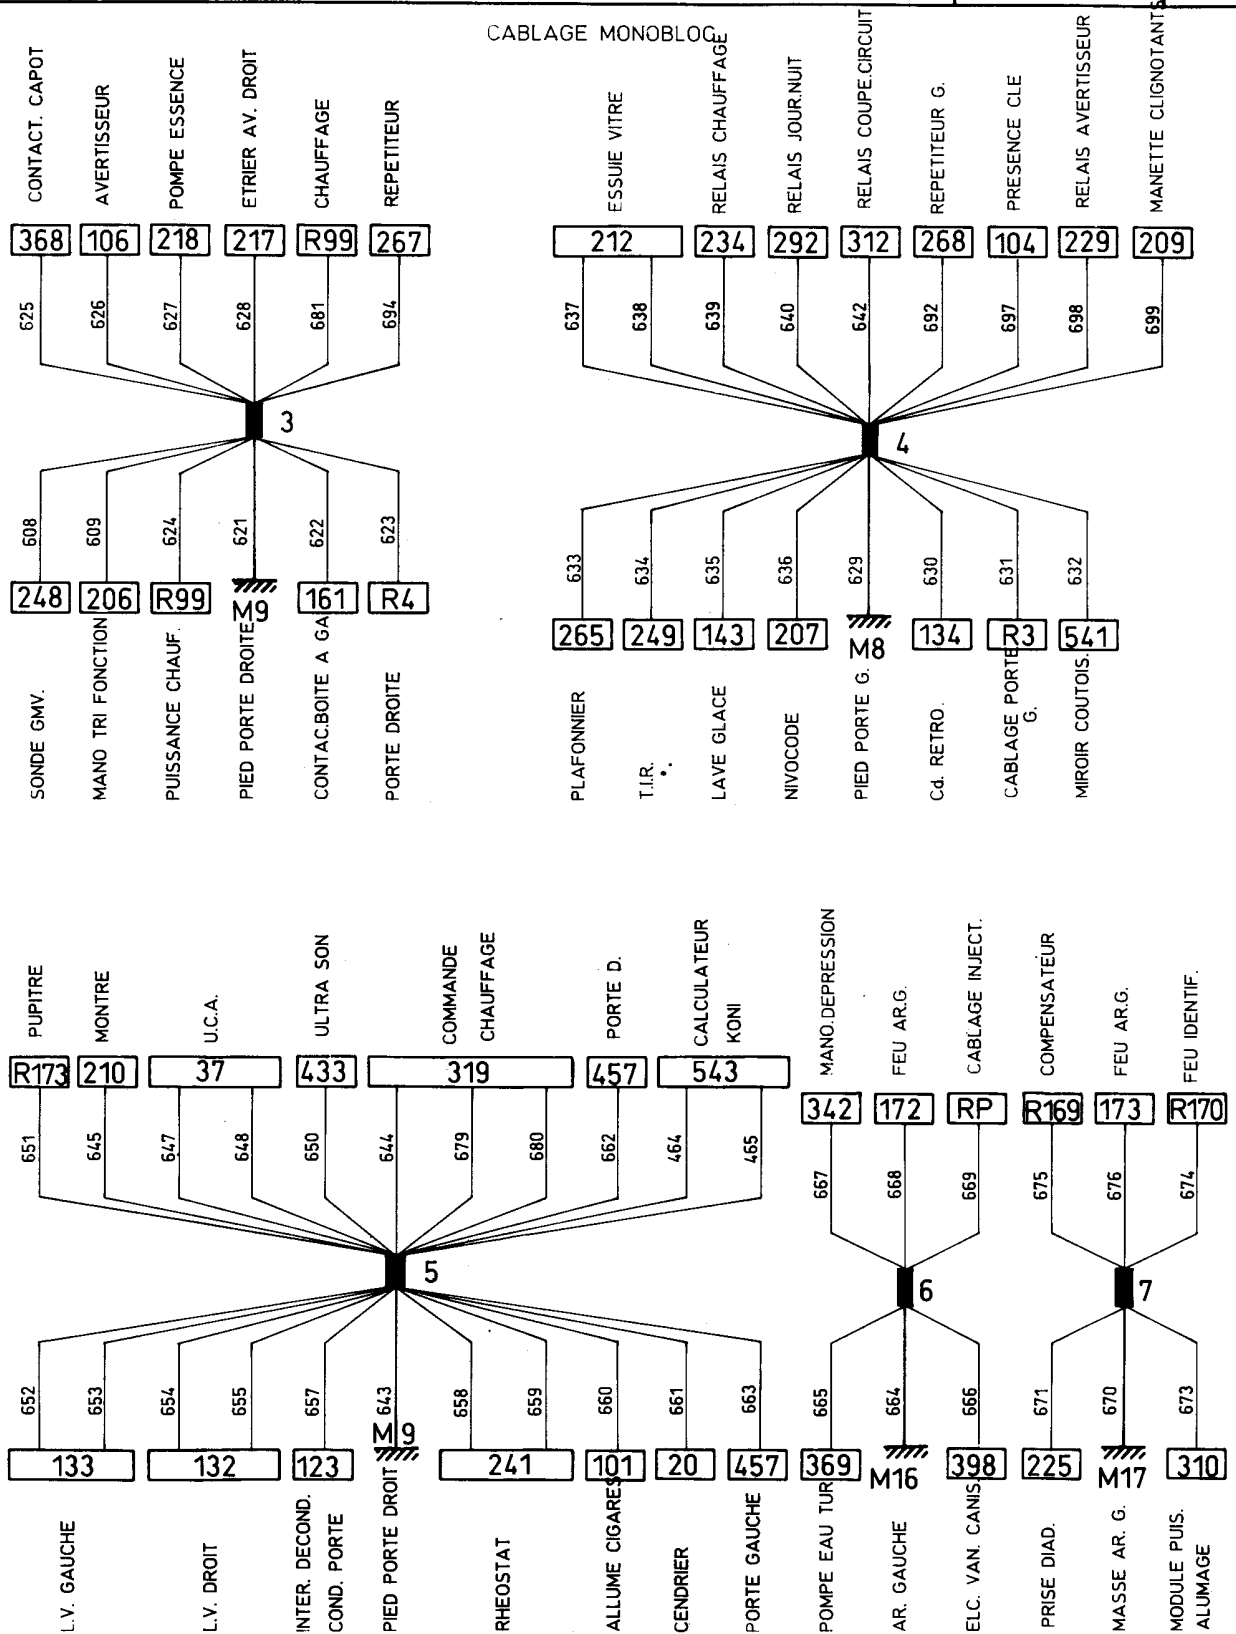 CABLAGE MONOBLOC
CONTACT. CAPOT
AVERTISSEUR
POMPE ESSENCE
ETRIER AV. DROIT
CHAUFFAGE
REPETITEUR
368 106 218 217 R99 267
625 626 627 628 681 694
3
608 609 624 621 622 623
248 206 R99 M9 161 R4
SONDE GMV.
MANO TRI FONCTION
PUISSANCE CHAUF.
PIED PORTE DROITE
CONTAC.BOITE A GA
PORTE DROITE
ESSUIE VITRE
RELAIS CHAUFFAGE
RELAIS JOUR.NUIT
RELAIS COUPE.CIRCUIT
REPETITEUR G.
PRESENCE CLE
RELAIS AVERTISSEUR
MANETTE CLIGNOTANTS
212 234 292 312 268 104 229 209
637 638 639 640 642 692 697 698 699
4
633 634 635 636 629 630 631 632
265 249 143 207 M8 134 R3 541
PLAFONNIER
T.I.R.
LAVE GLACE
NIVOCODE
PIED PORTE G.
Cd. RETRO.
CABLAGE PORTE
G.
MIROIR COUTOIS.
PUPITRE
MONTRE
U.C.A.
ULTRA SON
COMMANDE
CHAUFFAGE
PORTE D.
CALCULATEUR
KONI
R173 210 37 433 319 457 543
651 645 647 648 650 644 679 680 662 464 465
5
652 653 654 655 657 643 658 659 660 661 663
133 132 123 M19 241 101 20 457
L.V. GAUCHE
L.V. DROIT
INTER. DECOND.
COND. PORTE
PIED PORTE DROIT
RHEOSTAT
ALLUME CIGARES
CENDRIER
PORTE GAUCHE
MANO.DEPRESSION
FEU AR.G.
CABLAGE INJECT.
342 172 RP
667 668 669
6
665 664 666
369 M16 398
POMPE EAU TUR
AR. GAUCHE
ELC. VAN. CANIS.
COMPENSATEUR
FEU AR.G.
FEU IDENTIF.
R169 173 R170
675 676 674
7
671 670 673
225 M17 310
PRISE DIAD.
MASSE AR. G.
MODULE PUIS.
ALUMAGE